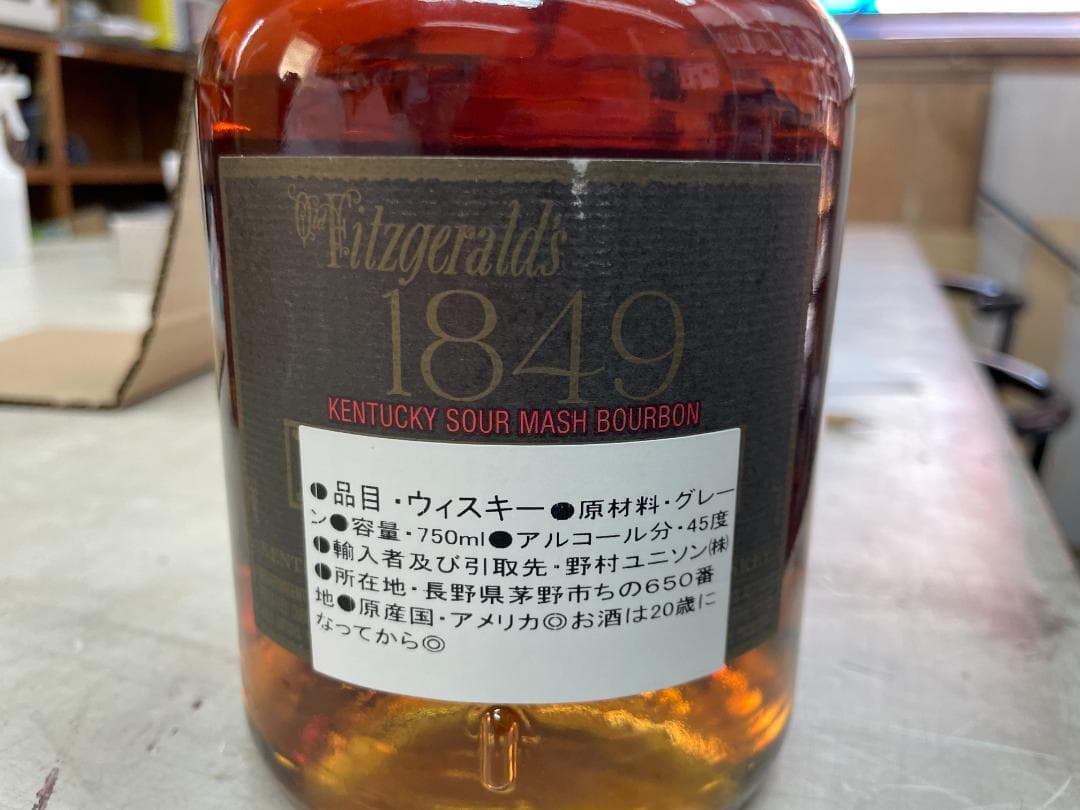 Old Fitzgerald's
1849
KENTUCKY SOUR MASH BOURBON
●品目・ウィスキー●原材料・グレー
ン●容量・750ml●アルコール分・45度
●輸入者及び引取先・野村ユニソン㈱
●所在地・長野県茅野市ちの650番
地●原産国・アメリカ◎お酒は20歳に
なってから◎